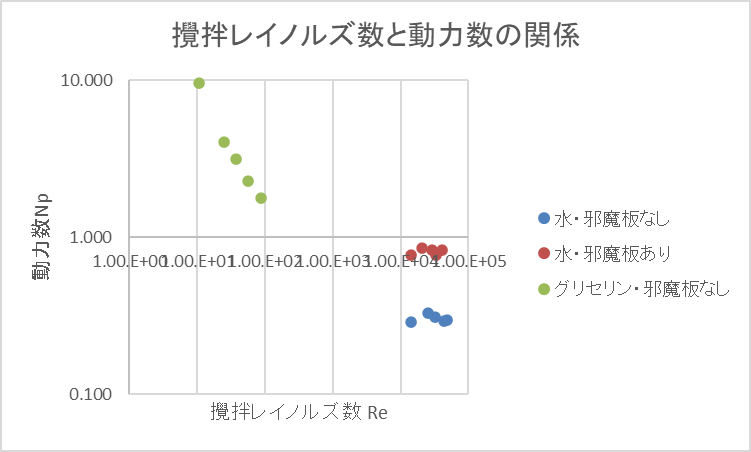 攪拌レイノルズ数と動力数の関係
10.000
1.000
0.100
動力数Np
1.00.E+00
1.00.E+01
1.00.E+02
1.00.E+03
1.00.E+04
1.00.E+05
攪拌レイノルズ数 Re
水・邪魔板なし
水・邪魔板あり
グリセリン・邪魔板なし